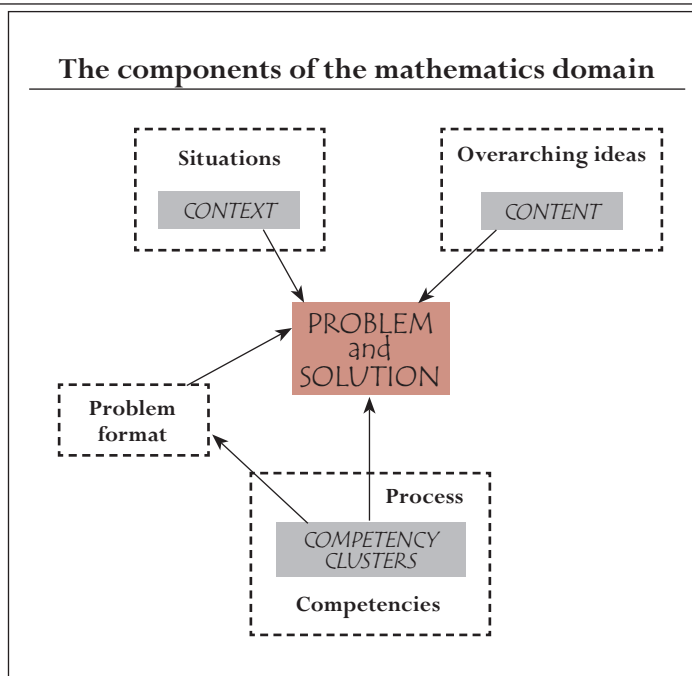 The components of the mathematics domain
Situations
CONTEXT
Overarching ideas
CONTENT
PROBLEM
and
SOLUTION
Problem
format
Process
COMPETENCY
CLUSTERS
Competencies